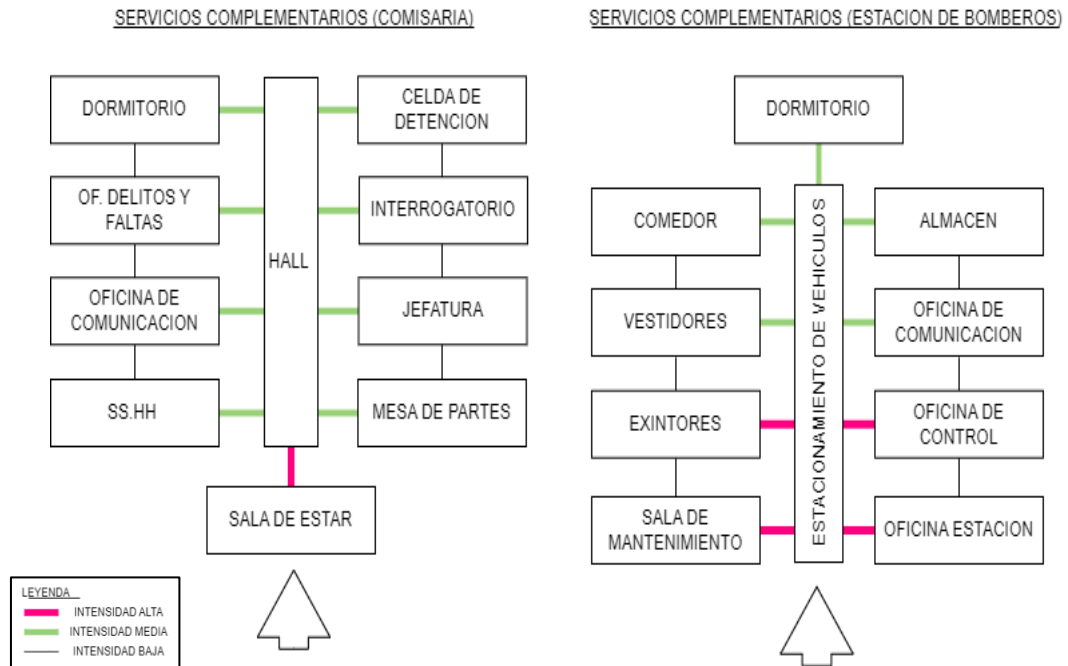 SERVICIOS COMPLEMENTARIOS (COMISARIA)
DORMITORIO
CELDA DE
DETENCION
OF. DELITOS Y
FALTAS
INTERROGATORIO
HALL
OFICINA DE
COMUNICACION
JEFATURA
SS.HH
MESA DE PARTES
SALA DE ESTAR
LEYENDA
INTENSIDAD ALTA
INTENSIDAD MEDIA
INTENSIDAD BAJA
SERVICIOS COMPLEMENTARIOS (ESTACION DE BOMBEROS)
DORMITORIO
COMEDOR
ALMACEN
ESTACIONAMIENTO DE VEHICULOS
VESTIDORES
OFICINA DE
COMUNICACION
EXINTORES
OFICINA DE
CONTROL
SALA DE
MANTENIMIENTO
OFICINA ESTACION